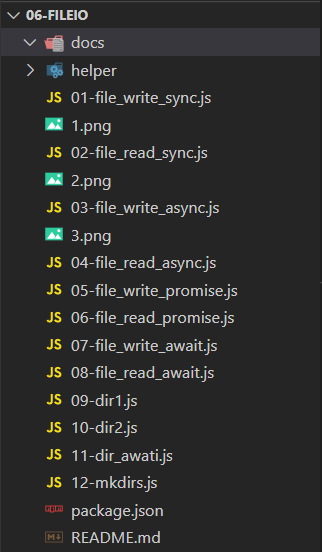 06-FILEIO
docs
helper
JS 01-file_write_sync.js
1.png
JS 02-file_read_sync.js
2.png
JS 03-file_write_async.js
3.png
JS 04-file_read_async.js
JS 05-file_write_promise.js
JS 06-file_read_promise.js
JS 07-file_write_await.js
JS 08-file_read_await.js
JS 09-dir1.js
JS 10-dir2.js
JS 11-dir_awati.js
JS 12-mkdirs.js
package.json
README.md